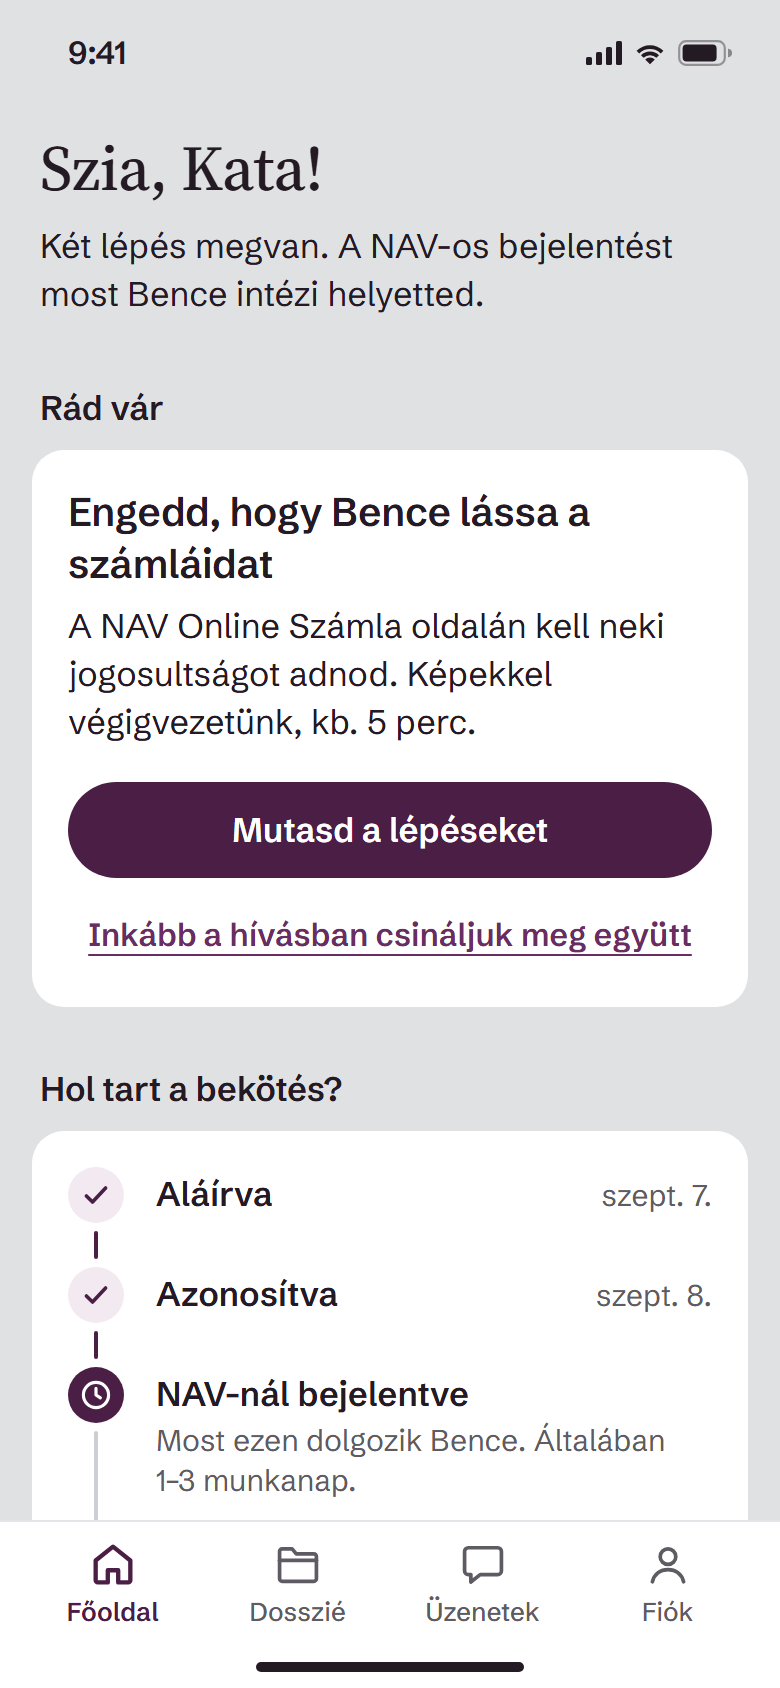 9:41
Szia, Kata!
Két lépés megvan. A NAV-os bejelentést
most Bence intézi helyetted.
Rád vár
Engedd, hogy Bence lássa a
számláidat
A NAV Online Számla oldalán kell neki
jogosultságot adnod. Képekkel
végigvezetünk, kb. 5 perc.
Mutasd a lépéseket
Inkább a hívásban csináljuk meg együtt
Hol tart a bekötés?
Aláírva szept. 7.
Azonosítva szept. 8.
NAV-nál bejelentve
Most ezen dolgozik Bence. Általában
1–3 munkanap.
Főoldal Dosszié Üzenetek Fiók